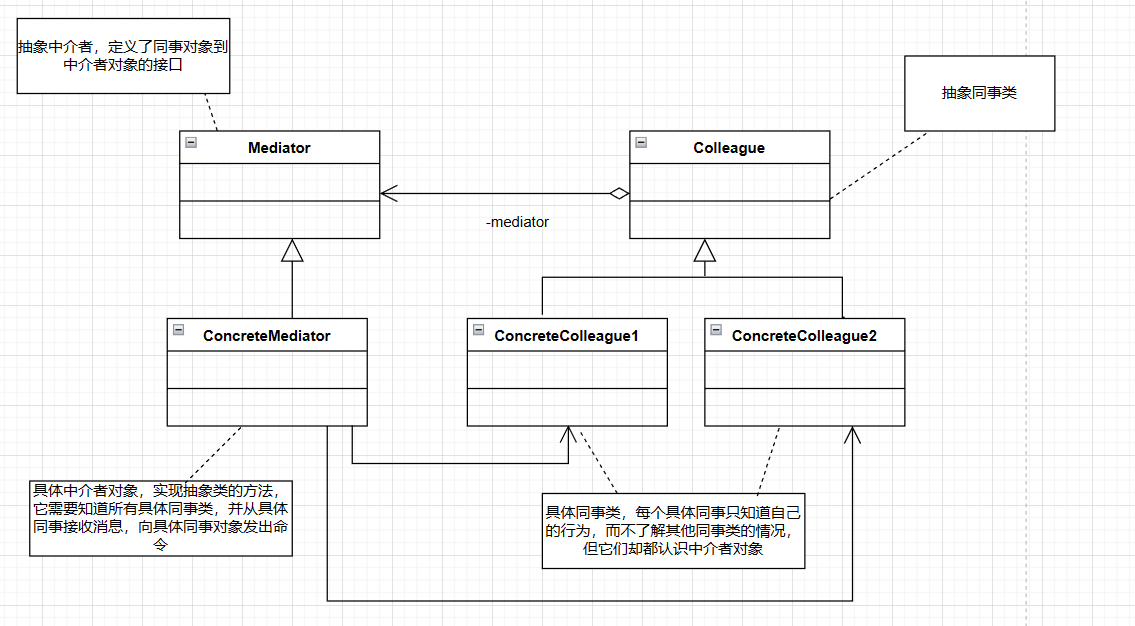 抽象中介者，定义了同事对象到
中介者对象的接口
抽象同事类
Mediator
Colleague
-mediator
ConcreteMediator
ConcreteColleague1
ConcreteColleague2
具体中介者对象，实现抽象类的方法，
它需要知道所有具体同事类，并从具体
同事接收消息，向具体同事对象发出命
令
具体同事类，每个具体同事只知道自己
的行为，而不了解其他同事类的情况，
但它们却都认识中介者对象